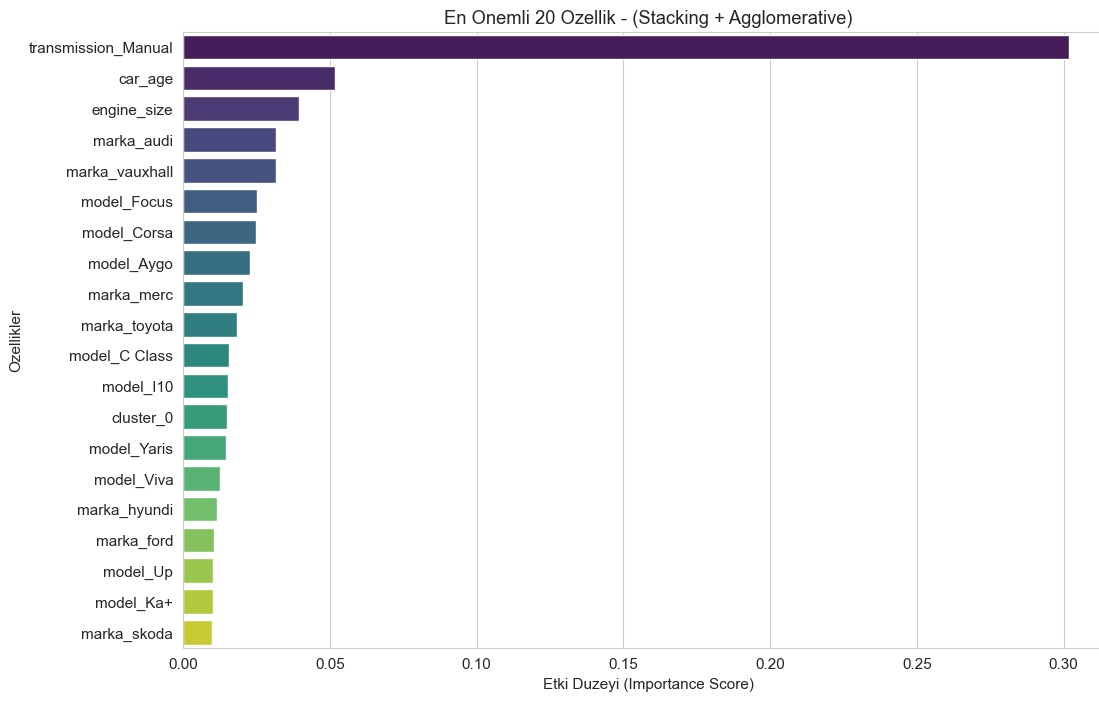 En Onemli 20 Ozellik - (Stacking + Agglomerative)
transmission_Manual
car_age
engine_size
marka_audi
marka_vauxhall
model_Focus
model_Corsa
model_Aygo
marka_merc
marka_toyota
model_C Class
model_I10
cluster_0
model_Yaris
model_Viva
marka_hyundi
marka_ford
model_Up
model_Ka+
marka_skoda
Ozellikler
0.00 0.05 0.10 0.15 0.20 0.25 0.30
Etki Duzeyi (Importance Score)